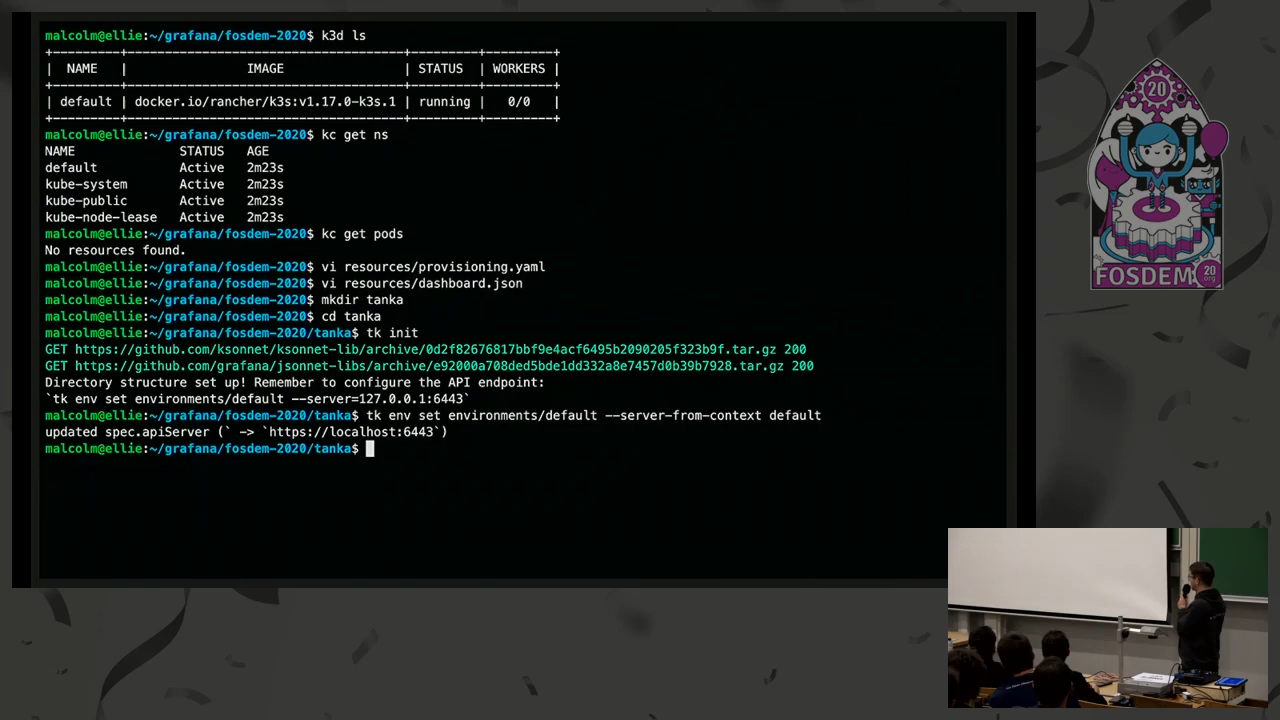 malcolm@ellie:~/grafana/fosdem-2020$ k3d ls
+---------+------------------------------------+---------+---------+
| NAME | IMAGE | STATUS | WORKERS |
+---------+------------------------------------+---------+---------+
| default | docker.io/rancher/k3s:v1.17.0-k3s.1 | running | 0/0 |
+---------+------------------------------------+---------+---------+
malcolm@ellie:~/grafana/fosdem-2020$ kc get ns
NAME STATUS AGE
default Active 2m23s
kube-system Active 2m23s
kube-public Active 2m23s
kube-node-lease Active 2m23s
malcolm@ellie:~/grafana/fosdem-2020$ kc get pods
No resources found.
malcolm@ellie:~/grafana/fosdem-2020$ vi resources/provisioning.yaml
malcolm@ellie:~/grafana/fosdem-2020$ vi resources/dashboard.json
malcolm@ellie:~/grafana/fosdem-2020$ mkdir tanka
malcolm@ellie:~/grafana/fosdem-2020$ cd tanka
malcolm@ellie:~/grafana/fosdem-2020/tanka$ tk init
GET https://github.com/ksonnet/ksonnet-lib/archive/0d2f82676817bbf9e4acf6495b2090205f323b9f.tar.gz 200
GET https://github.com/grafana/jsonnet-libs/archive/e92000a708ded5bde1dd332a8e7457d0b39b7928.tar.gz 200
Directory structure set up! Remember to configure the API endpoint:
`tk env set environments/default --server=127.0.0.1:6443`
malcolm@ellie:~/grafana/fosdem-2020/tanka$ tk env set environments/default --server-from-context default
updated spec.apiServer (` -> `https://localhost:6443`)
malcolm@ellie:~/grafana/fosdem-2020/tanka$
20
FOSDEM 20
.org